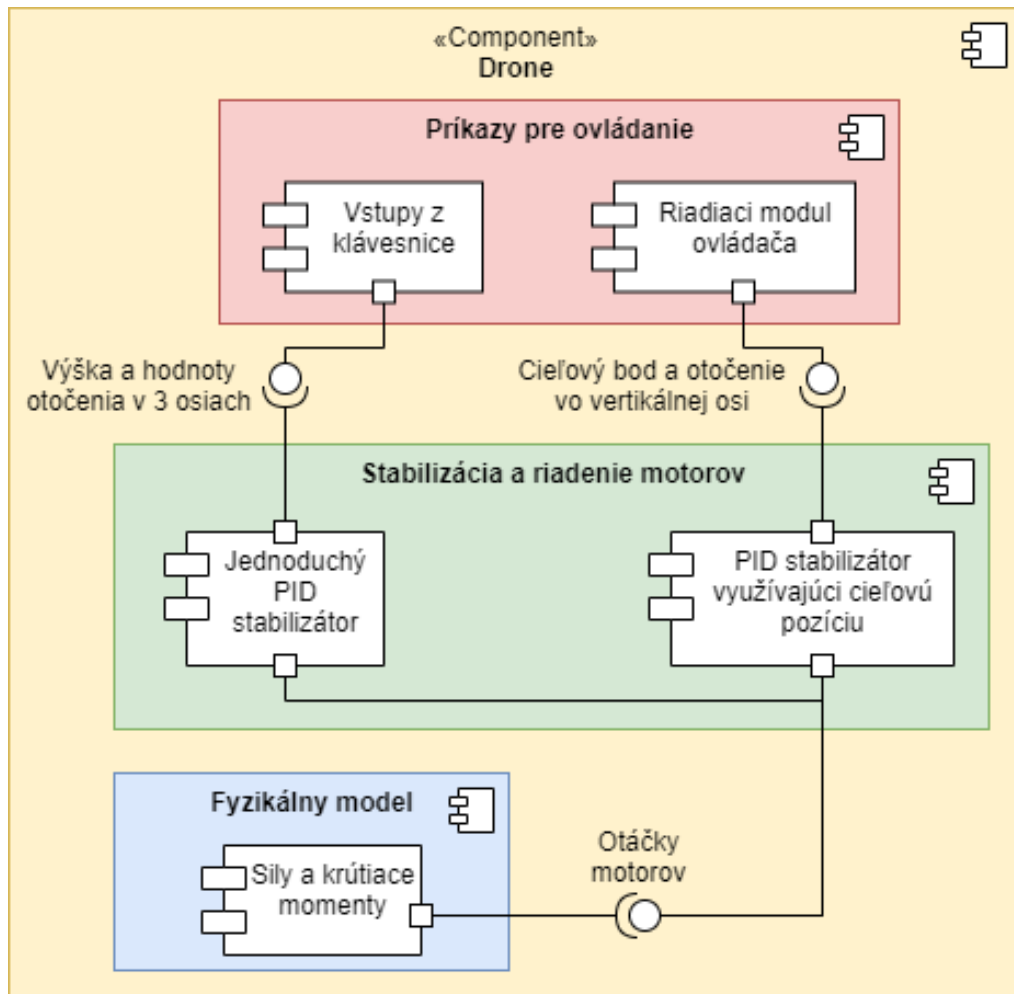 «Component»
Drone
Príkazy pre ovládanie
Vstupy z
klávesnice
Riadiaci modul
ovládača
Výška a hodnoty
otočenia v 3 osiach
Cieľový bod a otočenie
vo vertikálnej osi
Stabilizácia a riadenie motorov
Jednoduchý
PID
stabilizátor
PID stabilizátor
využívajúci cieľovú
pozíciu
Fyzikálny model
Sily a krútiace
momenty
Otáčky
motorov